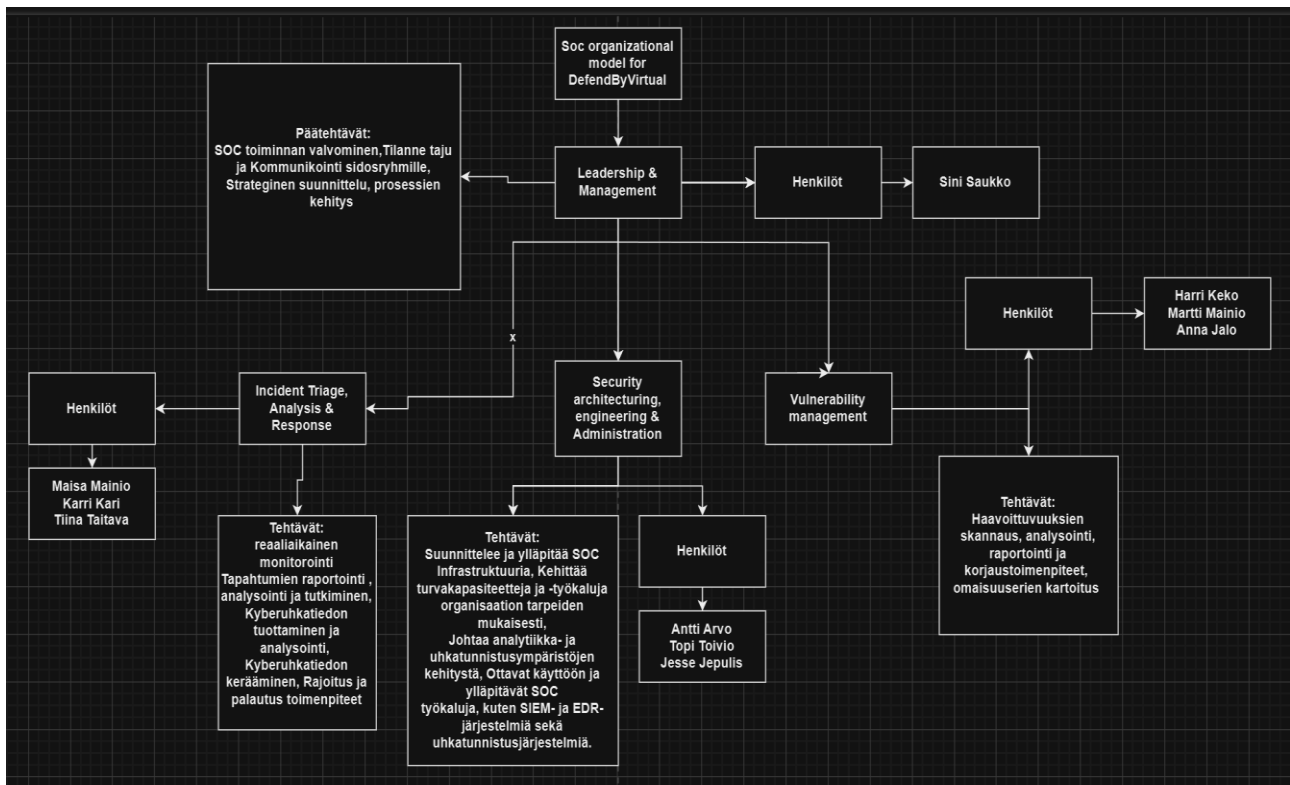 Soc organizational
model for
DefendByVirtual
Päätehtävät:
SOC toiminnan valvominen,Tilanne taju
ja Kommunikointi sidosryhmille,
Strateginen suunnittelu, prosessien
kehitys
Leadership &
Management
Henkilöt
Sini Saukko
Henkilöt
Harri Keko
Martti Mainio
Anna Jalo
x
Henkilöt
Incident Triage,
Analysis &
Response
Security
architecturing,
engineering &
Administration
Vulnerability
management
Maisa Mainio
Karri Kari
Tiina Taitava
Tehtävät:
reaaliaikainen
monitorointi
Tapahtumien raportointi ,
analysointi ja tutkiminen,
Kyberuhkatiedon
tuottaminen ja
analysointi,
Kyberuhkatiedon
kerääminen, Rajoitus ja
palautus toimenpiteet
Tehtävät:
Suunnittelee ja ylläpitää SOC
Infrastruktuuria, Kehittää
turvakapasiteetteja ja -työkaluja
organisaation tarpeiden
mukaisesti,
Johtaa analytiikka- ja
uhkatunnistusympäristöjen
kehitystä, Ottavat käyttöön ja
ylläpitävät SOC
työkaluja, kuten SIEM- ja EDR-
järjestelmiä sekä
uhkatunnistusjärjestelmiä.
Henkilöt
Antti Arvo
Topi Toivio
Jesse Jepulis
Tehtävät:
Haavoittuvuuksien
skannaus, analysointi,
raportointi ja
korjaustoimenpiteet,
omaisuuserien kartoitus